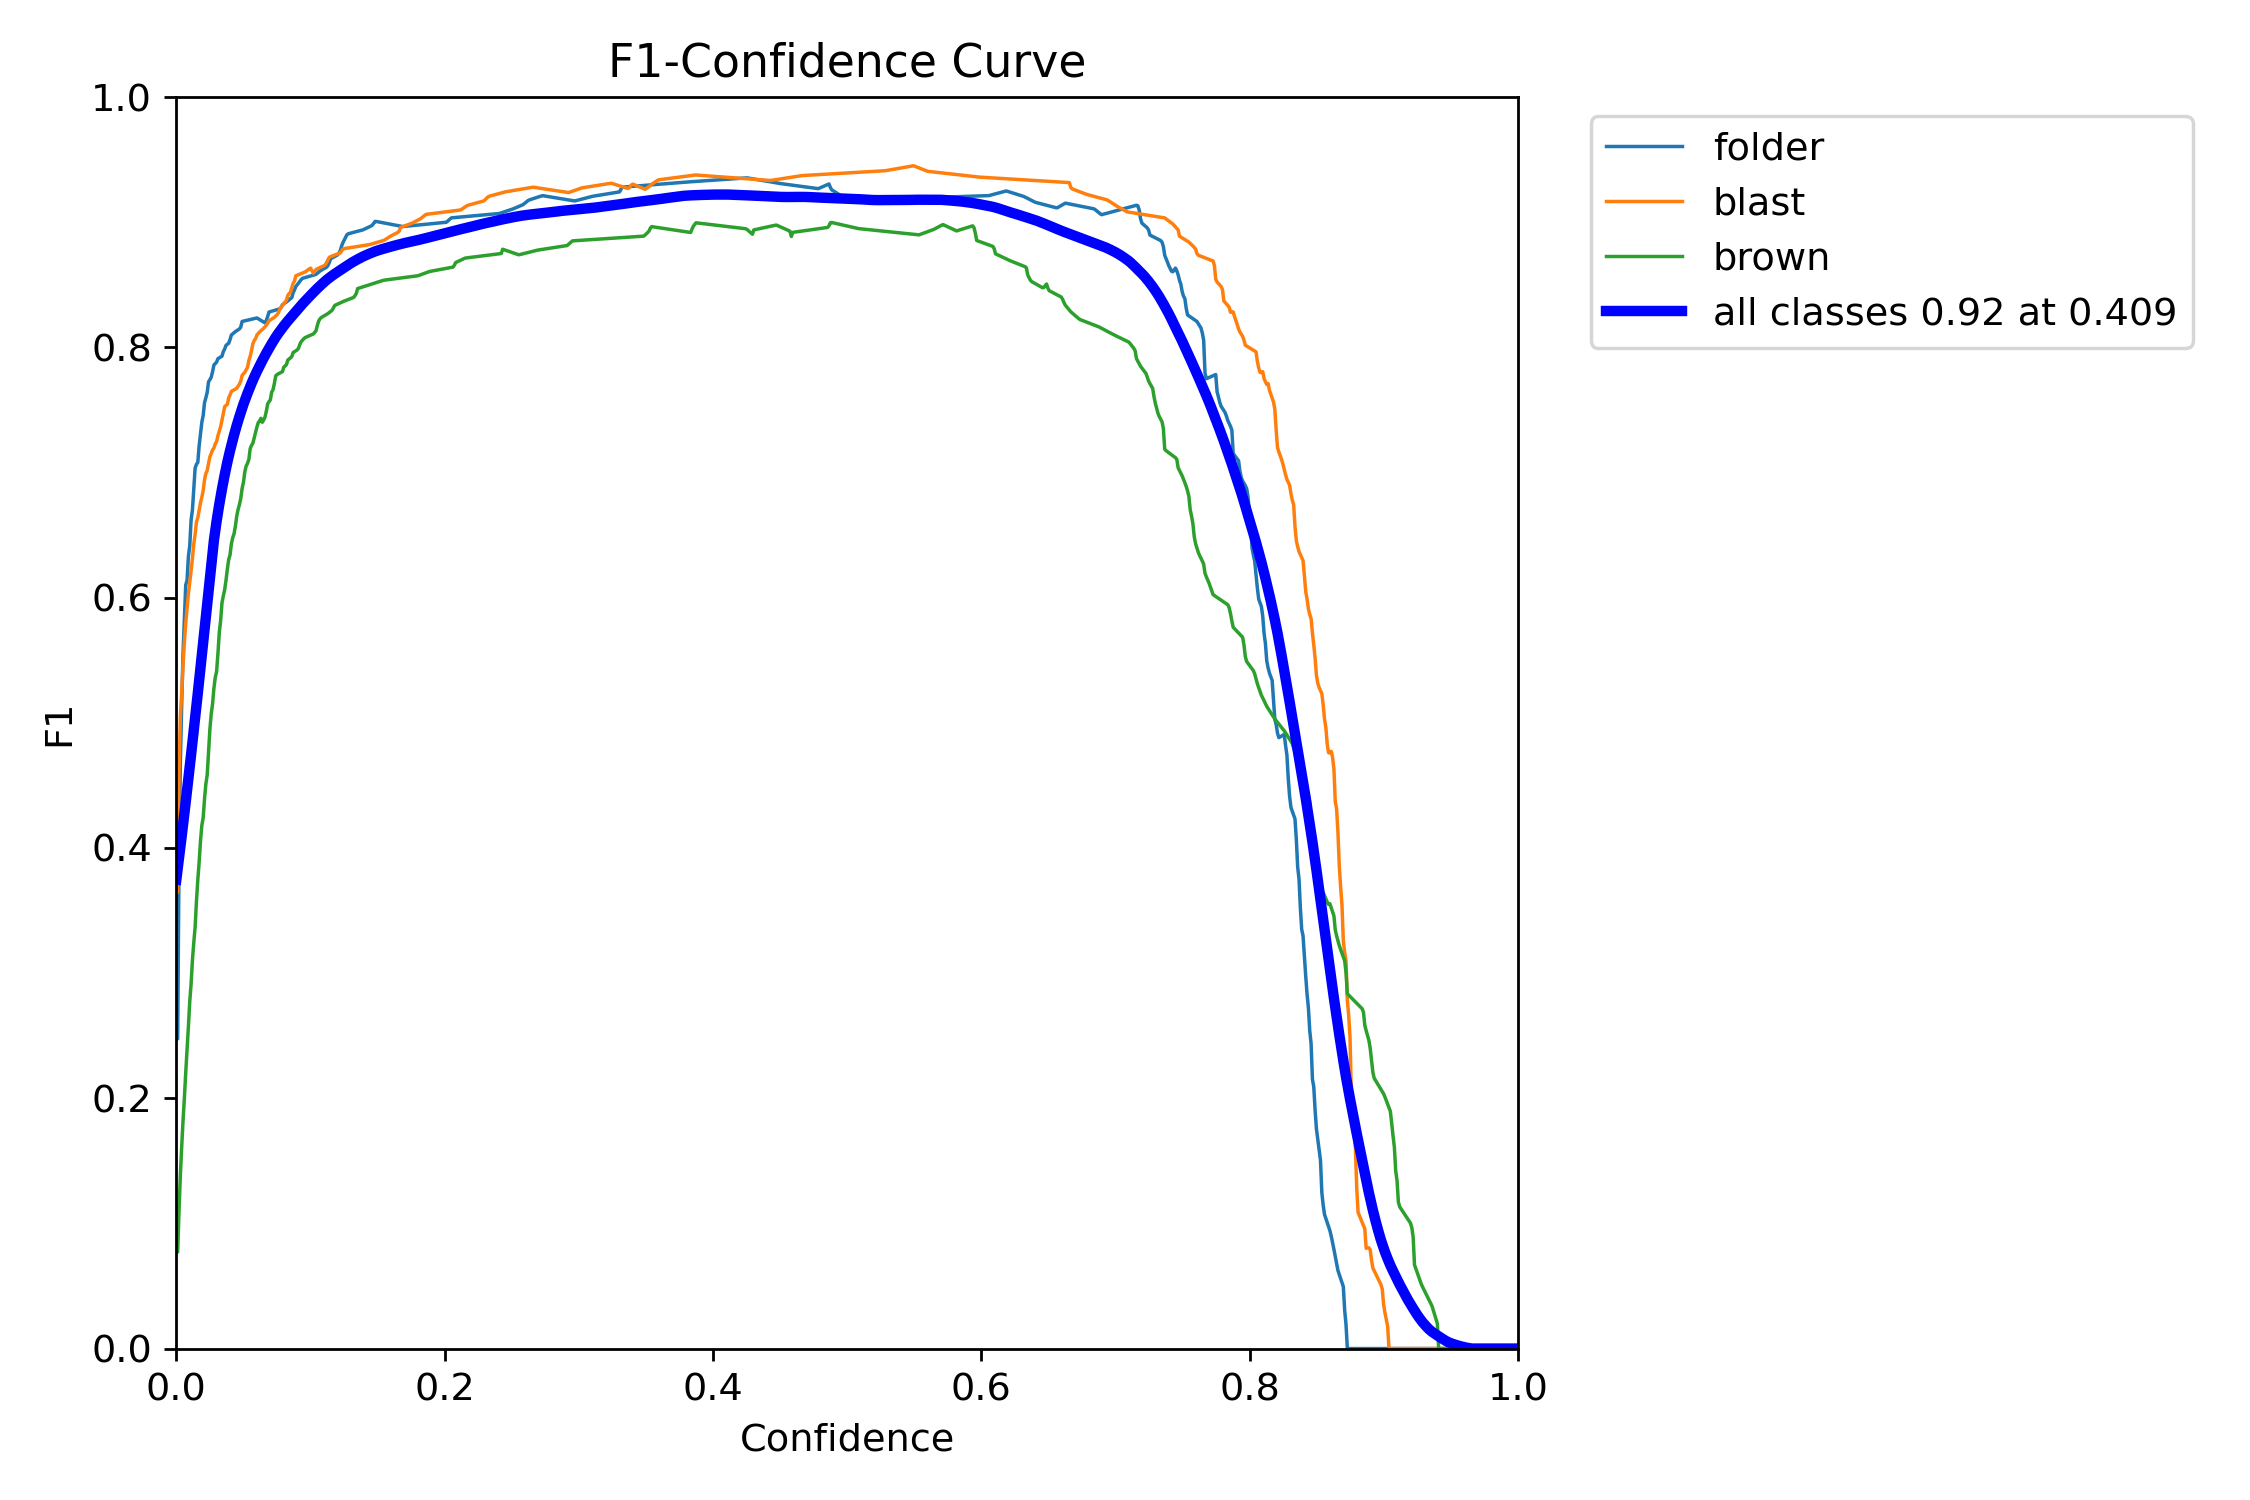 F1-Confidence Curve
1.0
0.8
0.6
0.4
0.2
0.0
F1
0.0 0.2 0.4 0.6 0.8 1.0
Confidence
folder
blast
brown
all classes 0.92 at 0.409